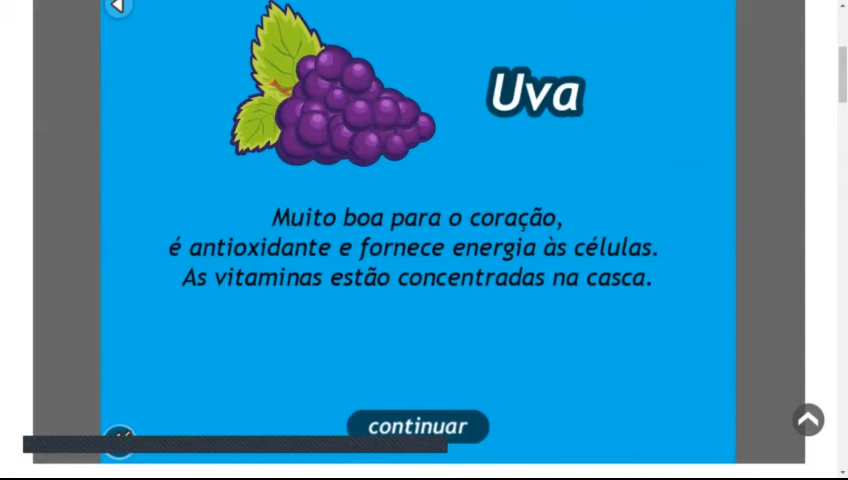 Uva
Muito boa para o coração,
é antioxidante e fornece energia às células.
As vitaminas estão concentradas na casca.
continuar